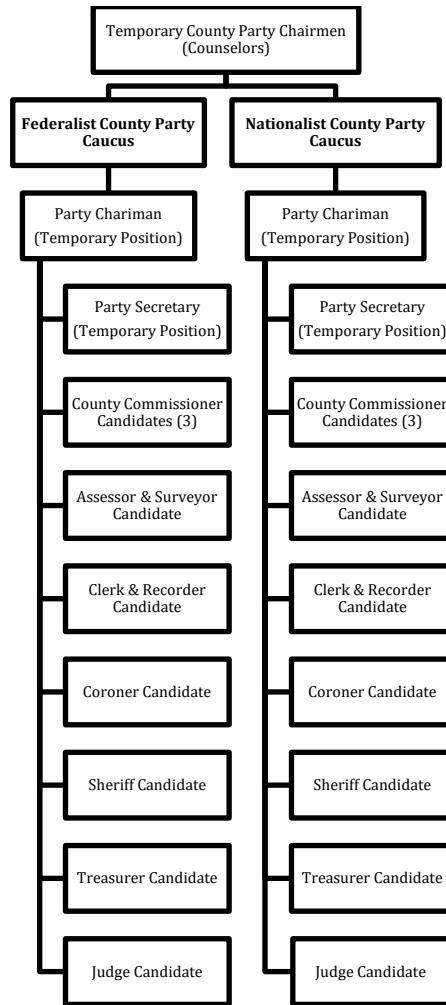 Temporary County Party Chairmen
(Counselors)
Federalist County Party
Caucus
Party Chariman
(Temporary Position)
Party Secretary
(Temporary Position)
County Commissioner
Candidates (3)
Assessor & Surveyor
Candidate
Clerk & Recorder
Candidate
Coroner Candidate
Sheriff Candidate
Treasurer Candidate
Judge Candidate
Nationalist County Party
Caucus
Party Chariman
(Temporary Position)
Party Secretary
(Temporary Position)
County Commissioner
Candidates (3)
Assessor & Surveyor
Candidate
Clerk & Recorder
Candidate
Coroner Candidate
Sheriff Candidate
Treasurer Candidate
Judge Candidate